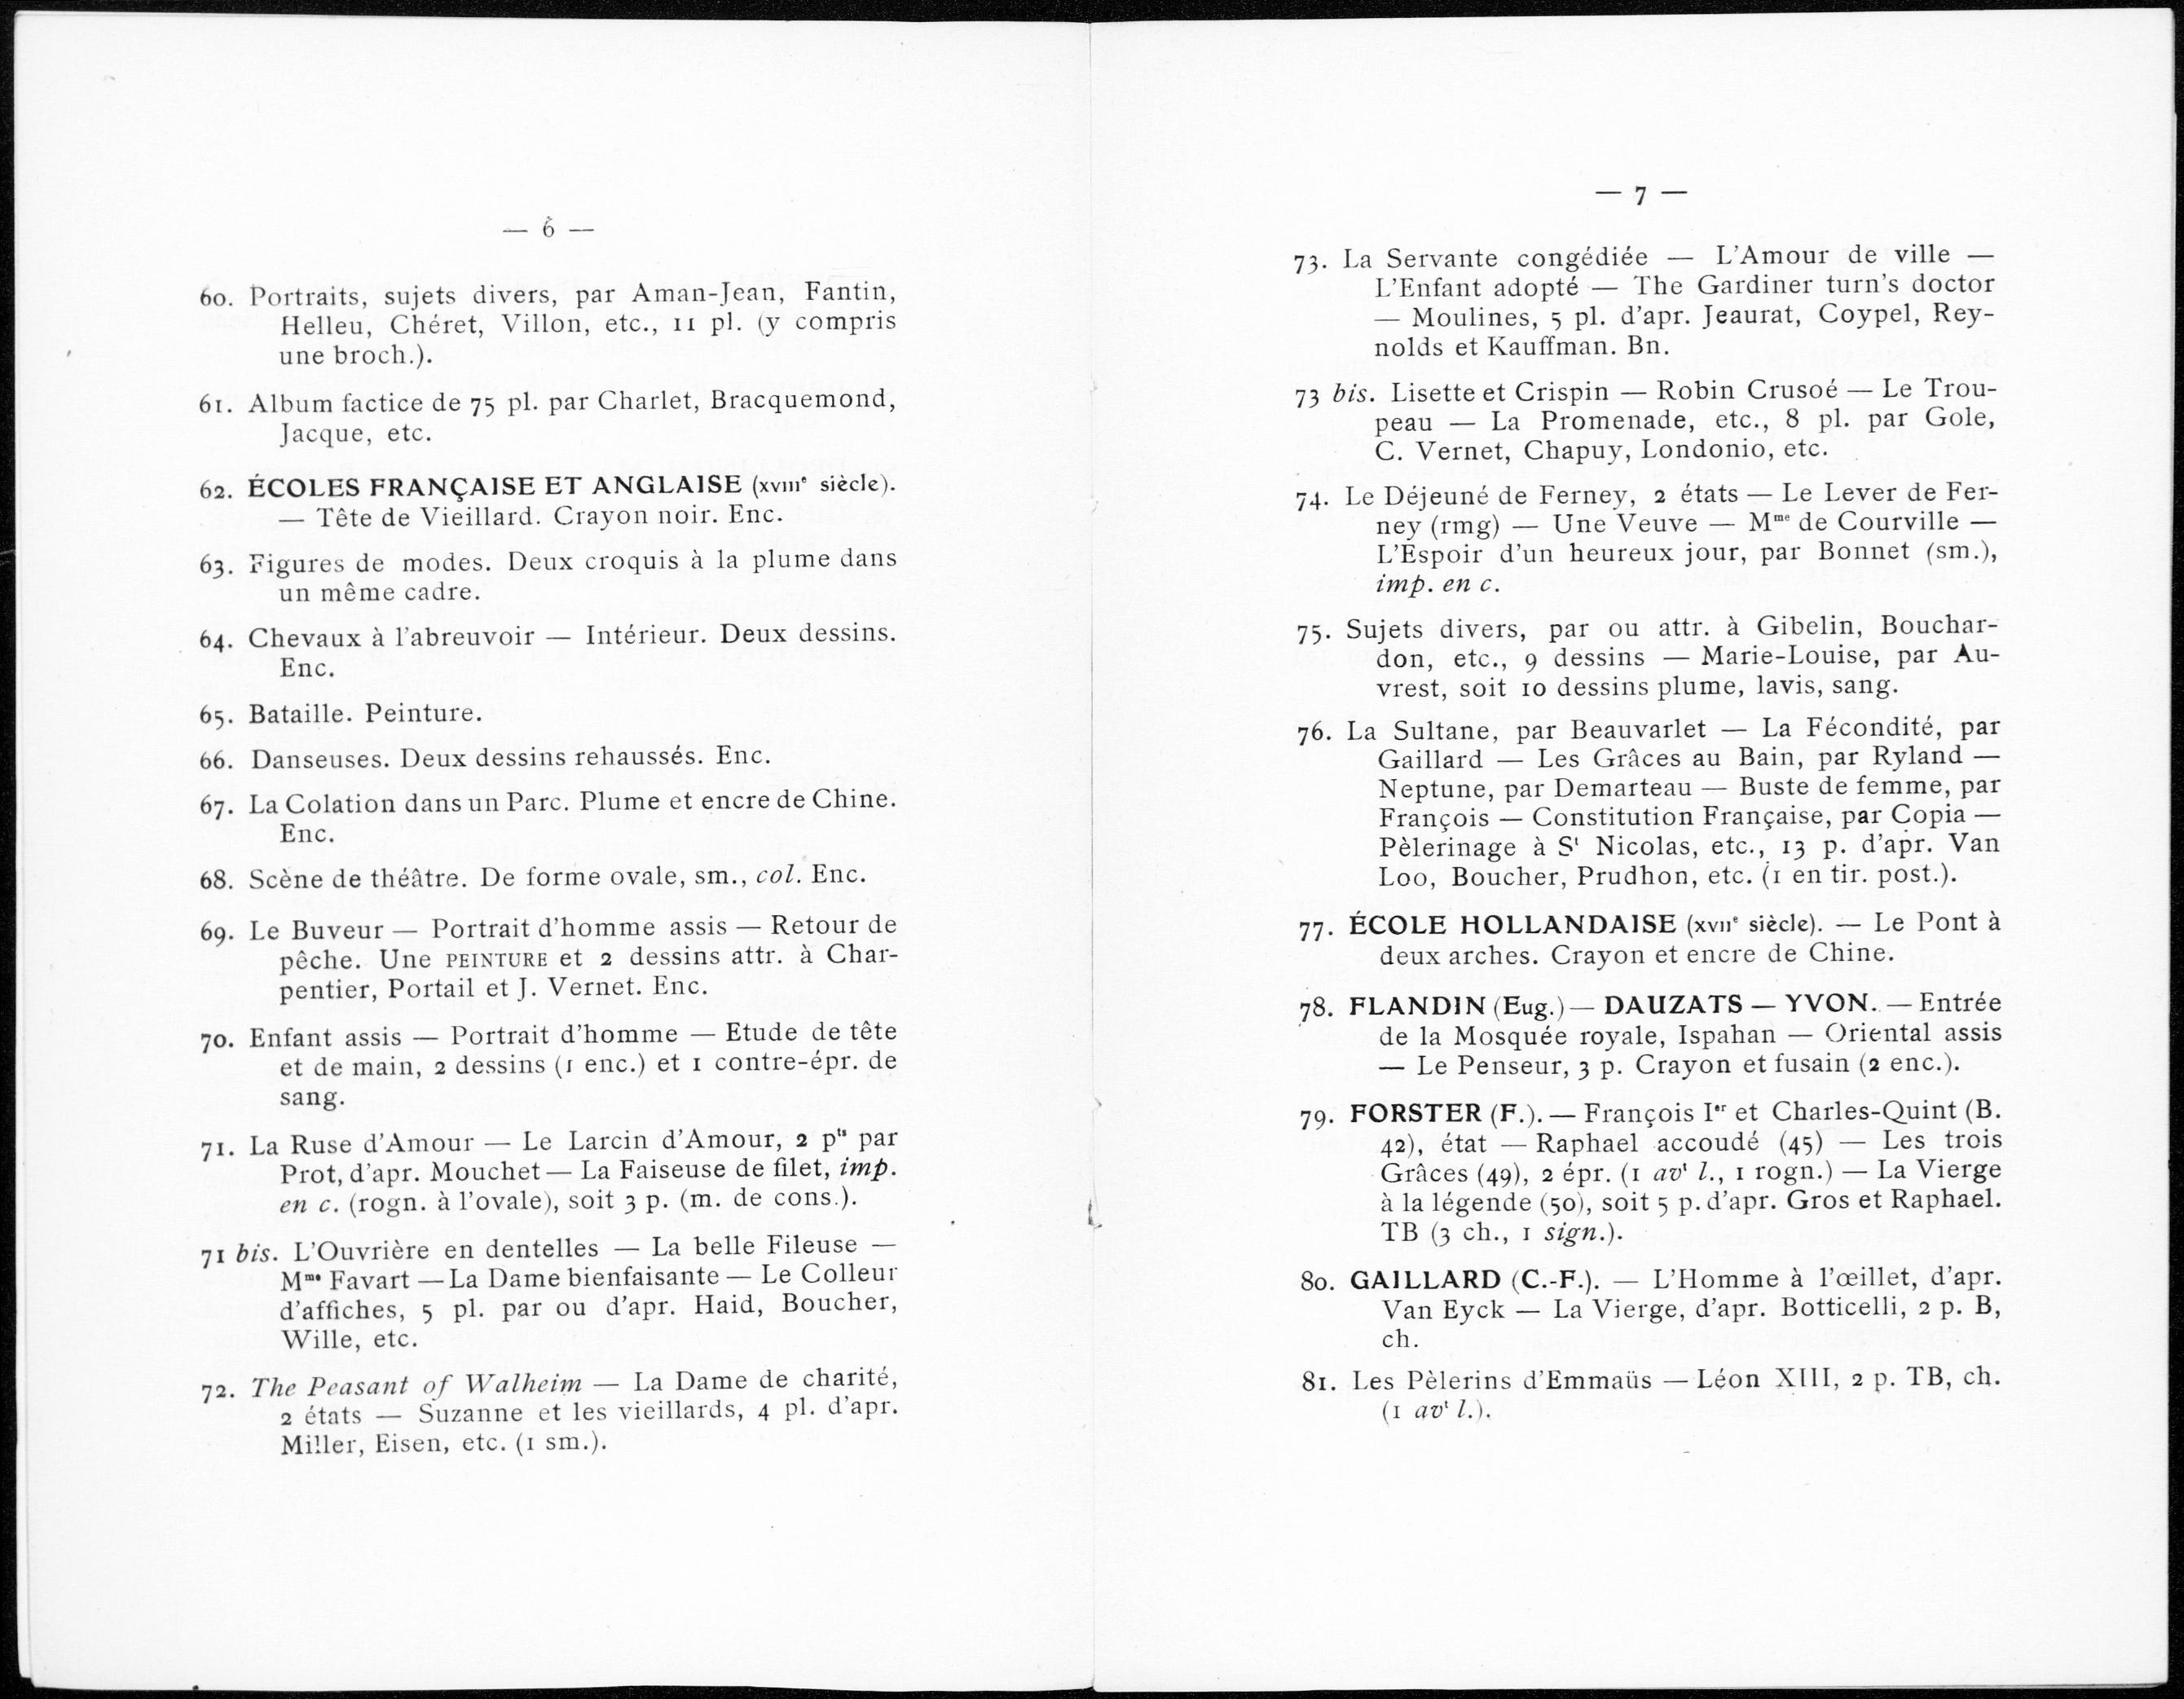 — 6 —
60. Portraits, sujets divers, par Aman-Jean, Fantin,
Helleu, Chéret, Villon, etc., 11 pl. (y compris
une broch.).
61. Album factice de 75 pl. par Charlet, Bracquemond,
Jacque, etc.
62. ÉCOLES FRANÇAISE ET ANGLAISE (XVIIIe siècle).
— Tête de Vieillard. Crayon noir. Enc.
63. Figures de modes. Deux croquis à la plume dans
un même cadre.
64. Chevaux à l'abreuvoir — Intérieur. Deux dessins.
Enc.
65. Bataille. Peinture.
66. Danseuses. Deux dessins rehaussés. Enc.
67. La Colation dans un Parc. Plume et encre de Chine.
Enc.
68. Scène de théâtre. De forme ovale, sm., col. Enc.
69. Le Buveur — Portrait d'homme assis — Retour de
pêche. Une PEINTURE et 2 dessins attr. à Char-
pentier, Portail et J. Vernet. Enc.
70. Enfant assis — Portrait d'homme — Etude de tête
et de main, 2 dessins (1 enc.) et 1 contre-épr. de
sang.
71. La Ruse d'Amour — Le Larcin d'Amour, 2 pts par
Prot, d'apr. Mouchet — La Faiseuse de filet, imp.
en c. (rogn. à l'ovale), soit 3 p. (m. de cons.).
71 bis. L'Ouvrière en dentelles — La belle Fileuse —
Mme Favart — La Dame bienfaisante — Le Colleur
d'affiches, 5 pl. par ou d'apr. Haid, Boucher,
Wille, etc.
72. The Peasant of Walheim — La Dame de charité,
2 états — Suzanne et les vieillards, 4 pl. d'apr.
Miller, Eisen, etc. (1 sm.).
— 7 —
73. La Servante congédiée — L'Amour de ville —
L'Enfant adopté — The Gardiner turn's doctor
— Moulines, 5 pl. d'apr. Jeaurat, Coypel, Rey-
nolds et Kauffman. Bn.
73 bis. Lisette et Crispin — Robin Crusoé — Le Trou-
peau — La Promenade, etc., 8 pl. par Gole,
C. Vernet, Chapuy, Londonio, etc.
74. Le Déjeuné de Ferney, 2 états — Le Lever de Fer-
ney (rmg) — Une Veuve — Mme de Courville —
L'Espoir d'un heureux jour, par Bonnet (sm.),
imp. en c.
75. Sujets divers, par ou attr. à Gibelin, Bouchar-
don, etc., 9 dessins — Marie-Louise, par Au-
vrest, soit 10 dessins plume, lavis, sang.
76. La Sultane, par Beauvarlet — La Fécondité, par
Gaillard — Les Grâces au Bain, par Ryland —
Neptune, par Demarteau — Buste de femme, par
François — Constitution Française, par Copia —
Pèlerinage à St Nicolas, etc., 13 p. d'apr. Van
Loo, Boucher, Prudhon, etc. (1 en tir. post.).
77. ÉCOLE HOLLANDAISE (XVIIe siècle). — Le Pont à
deux arches. Crayon et encre de Chine.
78. FLANDIN (Eug.) — DAUZATS — YVON. — Entrée
de la Mosquée royale, Ispahan — Oriental assis
— Le Penseur, 3 p. Crayon et fusain (2 enc.).
79. FORSTER (F.). — François Ier et Charles-Quint (B.
42), état — Raphael accoudé (45) — Les trois
Grâces (49), 2 épr. (1 avt l., 1 rogn.) — La Vierge
à la légende (50), soit 5 p. d'apr. Gros et Raphael.
TB (3 ch., 1 sign.).
80. GAILLARD (C.-F.). — L'Homme à l'œillet, d'apr.
Van Eyck — La Vierge, d'apr. Botticelli, 2 p. B,
ch.
81. Les Pèlerins d'Emmaüs — Léon XIII, 2 p. TB, ch.
(1 avt l.).